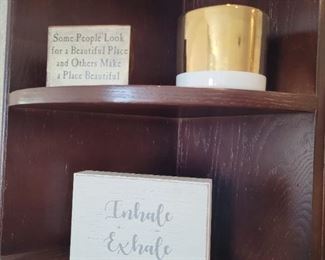 Some People Look
for a Beautiful Place
and Others Make
a Place Beautiful
Inhale
Exhale